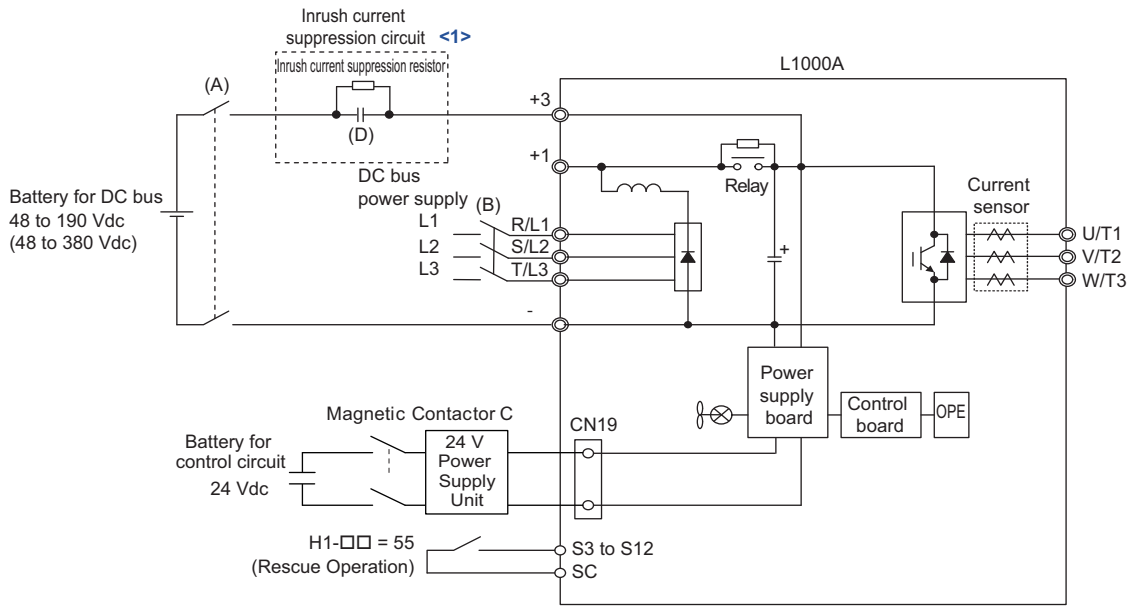 Inrush current
suppression circuit <1>
Inrush current suppression resistor
L1000A
(A)
+3
(D)
+1
DC bus
power supply
Relay
Current
sensor
Battery for DC bus
48 to 190 Vdc
(48 to 380 Vdc)
(B)
L1
R/L1
U/T1
L2
S/L2
V/T2
L3
T/L3
W/T3
+
-
Power
supply
board
Control
board
OPE
Magnetic Contactor C
CN19
Battery for
control circuit
24 Vdc
24 V
Power
Supply
Unit
H1-□□ = 55
(Rescue Operation)
S3 to S12
SC